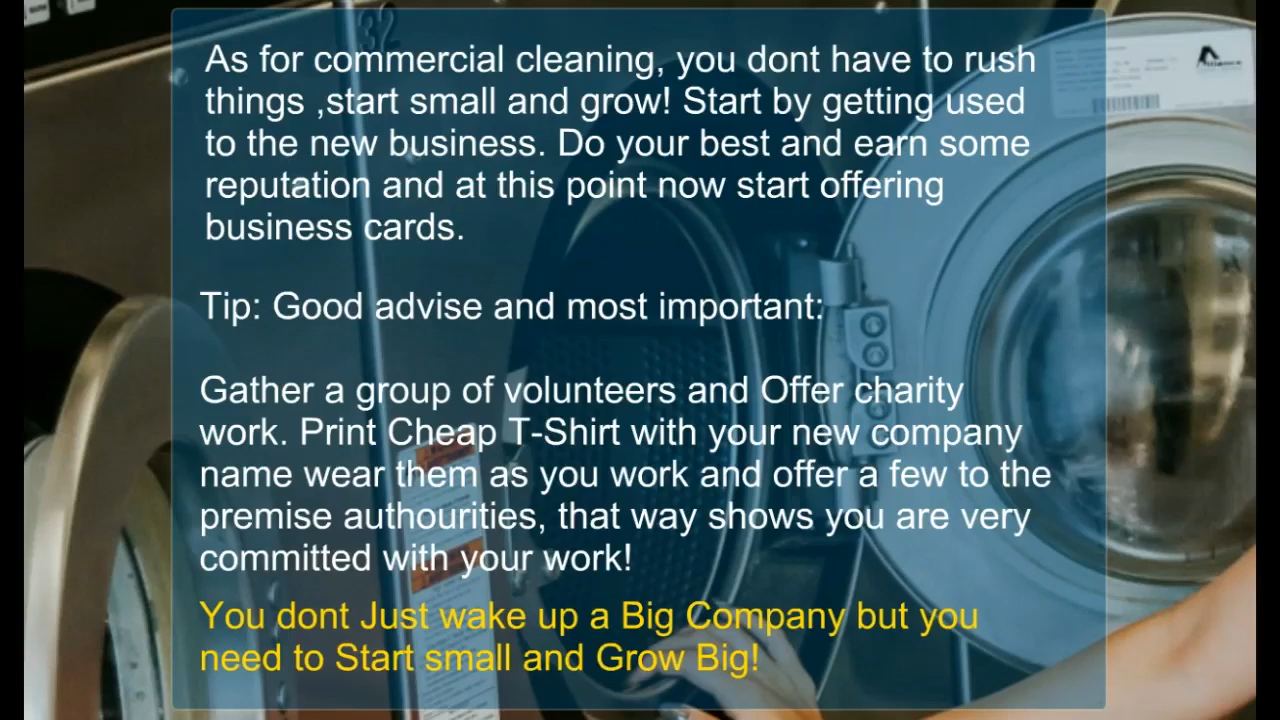 32
As for commercial cleaning, you dont have to rush
things ,start small and grow! Start by getting used
to the new business. Do your best and earn some
reputation and at this point now start offering
business cards.
Tip: Good advise and most important:
Gather a group of volunteers and Offer charity
work. Print Cheap T-Shirt with your new company
name wear them as you work and offer a few to the
premise authourities, that way shows you are very
committed with your work!
You dont Just wake up a Big Company but you
need to Start small and Grow Big!